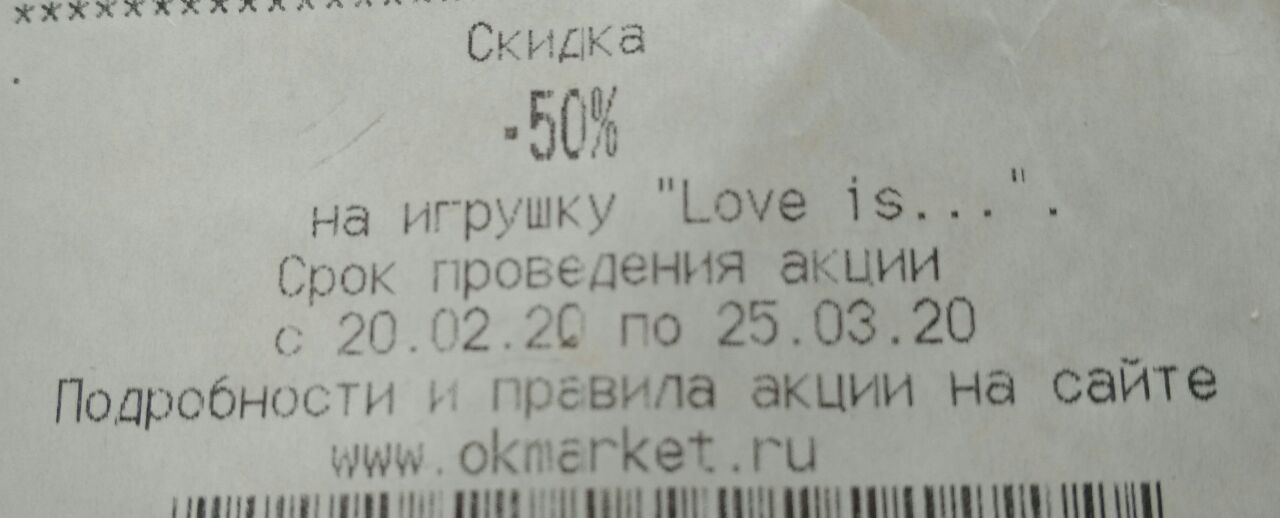 ********************
Скидка
-50%
на игрушку "Love is...".
Срок проведения акции
с 20.02.20 по 25.03.20
Подробности и правила акции на сайте
www.okmarket.ru